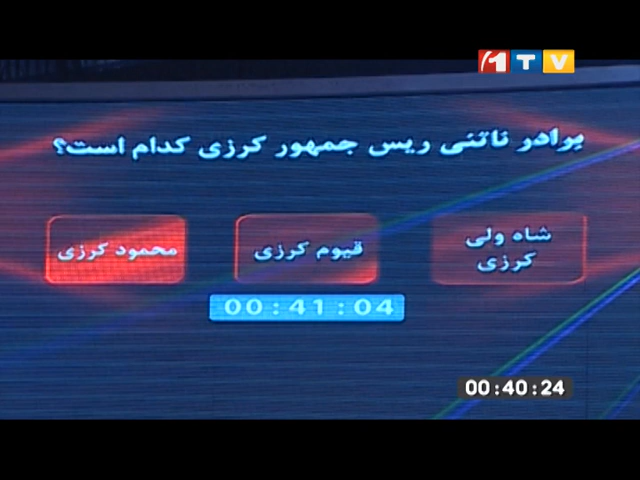 1TV
برادر ناتنی ریس جمهور کرزی کدام است؟
شاه ولی
کرزی
قیوم کرزی
محمود کرزی
00:41:04
00:40:24